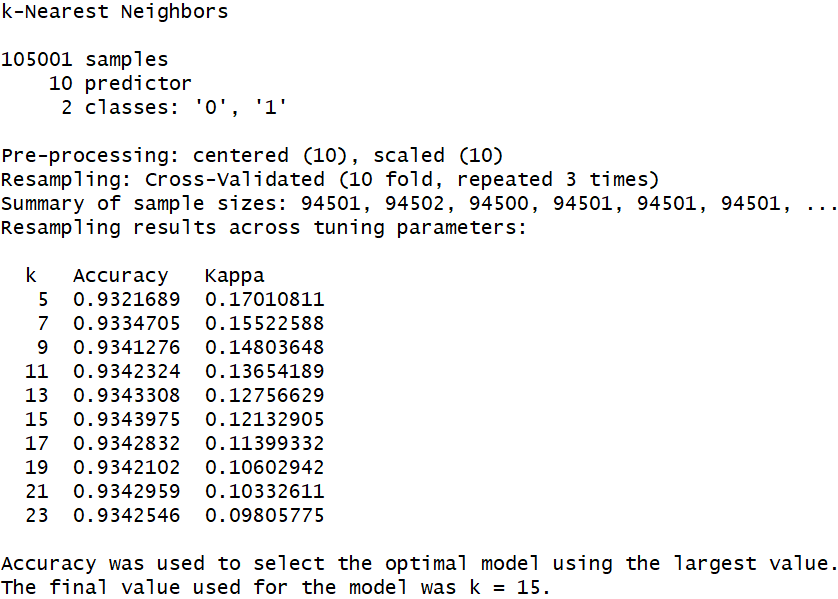 k-Nearest Neighbors

105001 samples
    10 predictor
     2 classes: '0', '1'

Pre-processing: centered (10), scaled (10)
Resampling: Cross-Validated (10 fold, repeated 3 times)
Summary of sample sizes: 94501, 94502, 94500, 94501, 94501, 94501, ...
Resampling results across tuning parameters:

  k   Accuracy   Kappa
   5  0.9321689  0.17010811
   7  0.9334705  0.15522588
   9  0.9341276  0.14803648
  11  0.9342324  0.13654189
  13  0.9343308  0.12756629
  15  0.9343975  0.12132905
  17  0.9342832  0.11399332
  19  0.9342102  0.10602942
  21  0.9342959  0.10332611
  23  0.9342546  0.09805775

Accuracy was used to select the optimal model using the largest value.
The final value used for the model was k = 15.